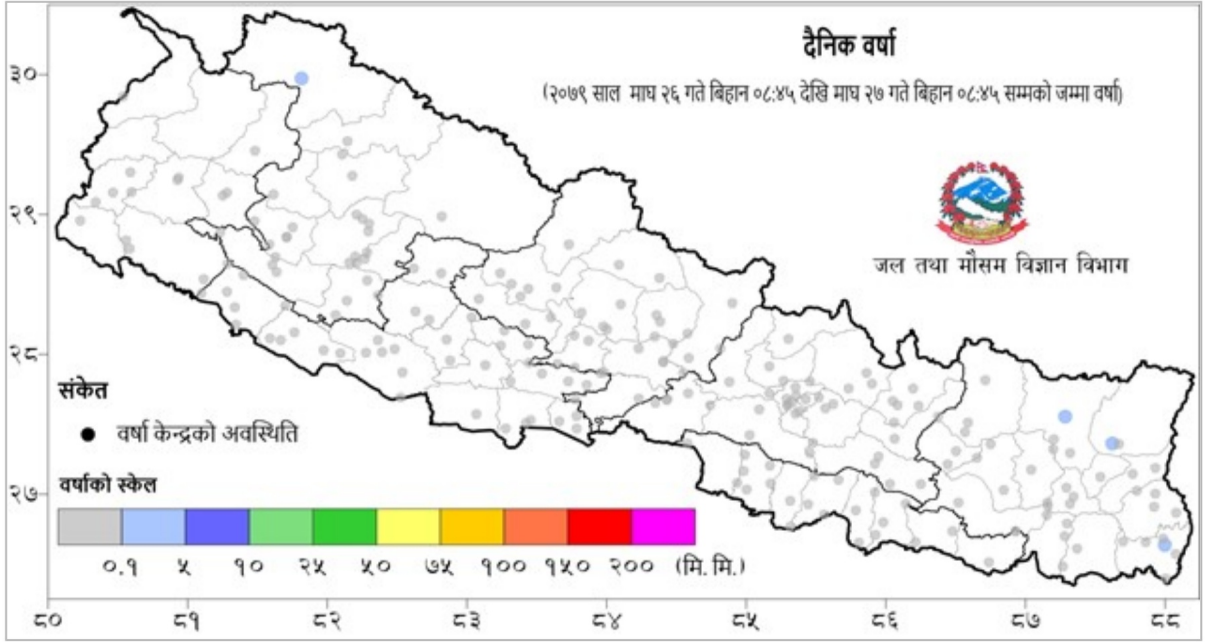 दैनिक वर्षा
(२०७९ साल माघ २६ गते बिहान ०८:४५ देखि माघ २७ गते बिहान ०८:४५ सम्मको जम्मा वर्षा)
जल तथा मौसम विज्ञान विभाग
३०
२९
२८
२७
संकेत
वर्षा केन्द्रको अवस्थिति
वर्षाको स्केल
०.१ ५ १० २५ ५० ७५ १०० १५० २०० (मि.मि.)
८० ८१ ८२ ८३ ८४ ८५ ८६ ८७ ८८